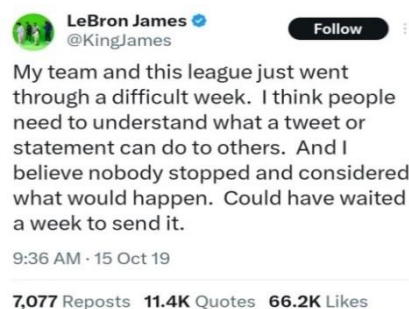 LeBron James
@KingJames
Follow
My team and this league just went
through a difficult week. I think people
need to understand what a tweet or
statement can do to others. And I
believe nobody stopped and considered
what would happen. Could have waited
a week to send it.
9:36 AM · 15 Oct 19
7,077 Reposts 11.4K Quotes 66.2K Likes